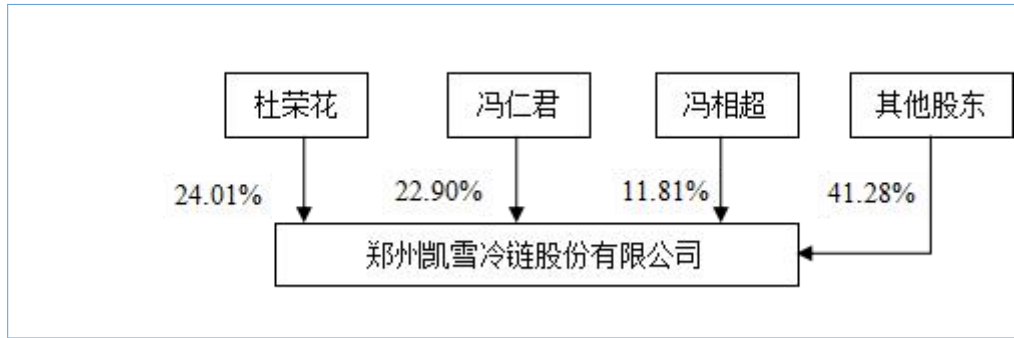 杜荣花
冯仁君
冯相超
其他股东
24.01%
22.90%
11.81%
41.28%
郑州凯雪冷链股份有限公司